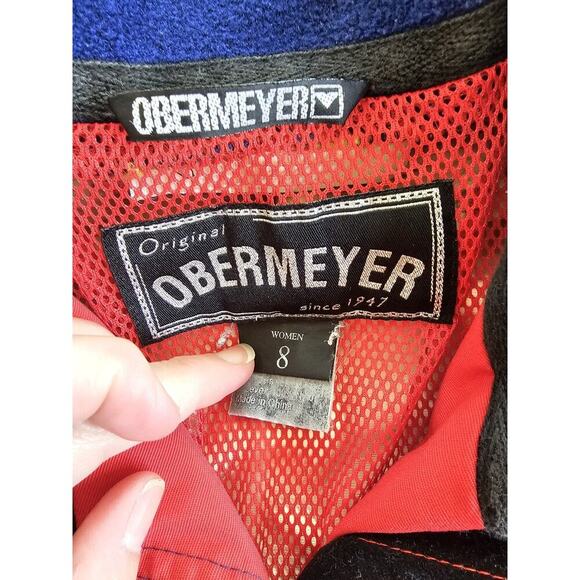 OBERMEYER
Original
OBERMEYER
since 1947
WOMEN
8
Made in China